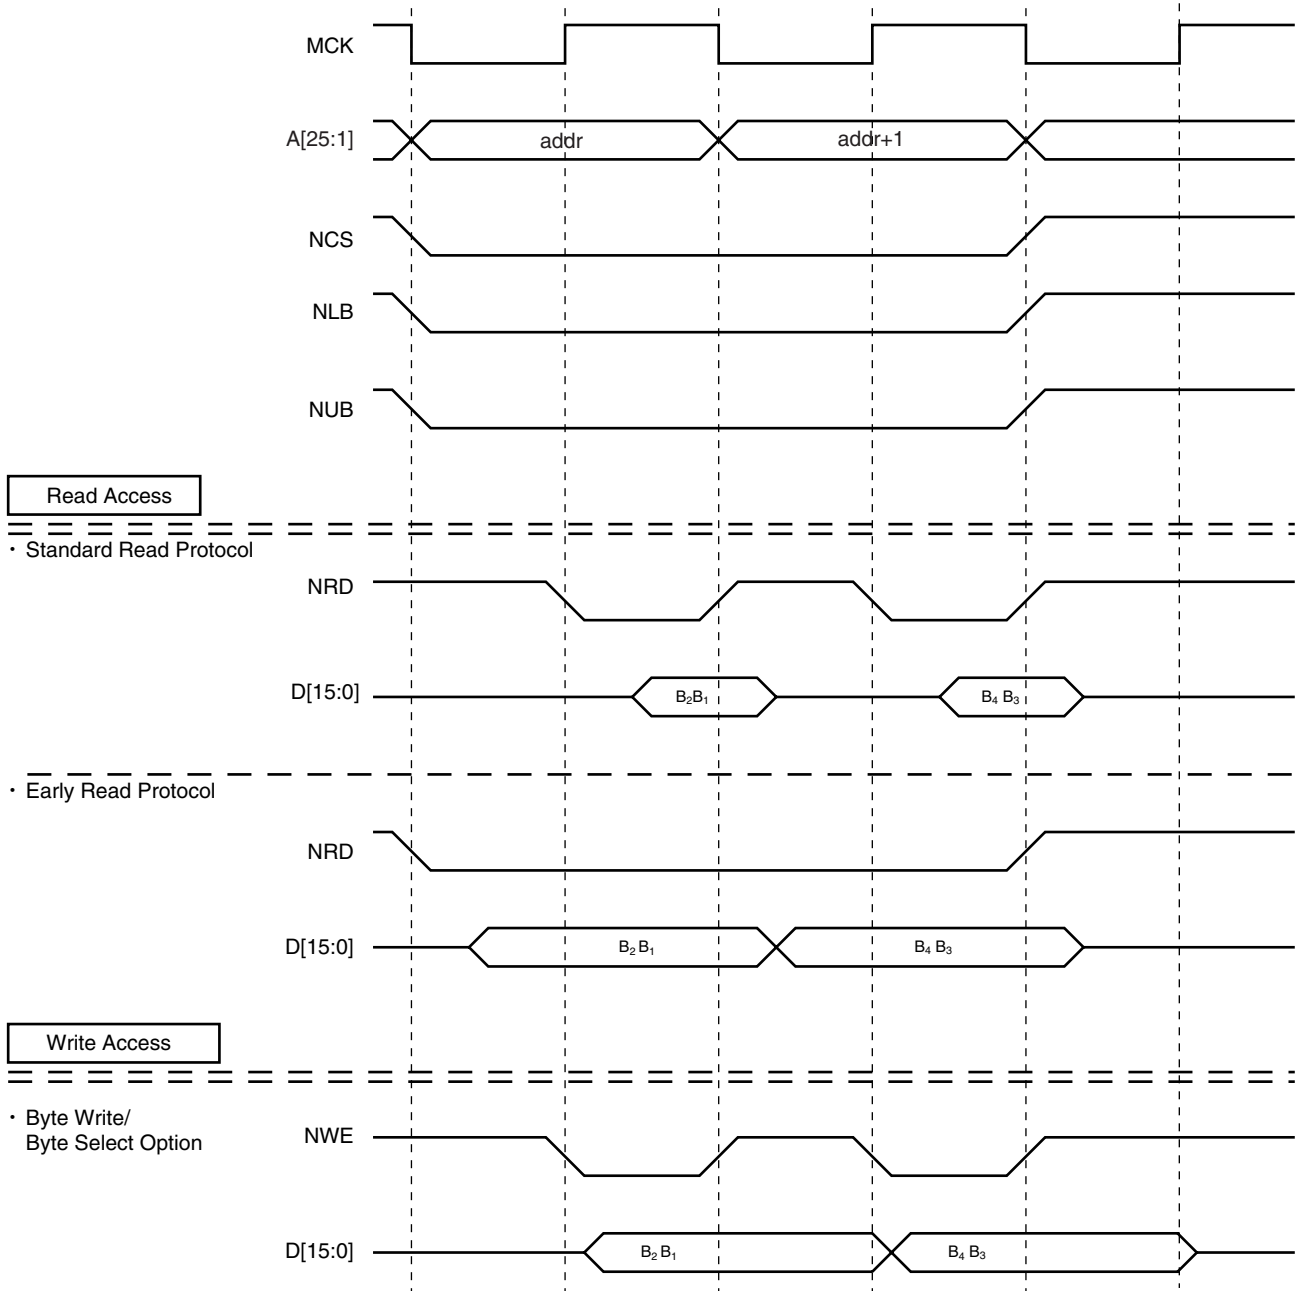 MCK
A[25:1] addr addr+1
NCS
NLB
NUB
Read Access
· Standard Read Protocol
NRD
D[15:0] B₂B₁ B₄ B₃
· Early Read Protocol
NRD
D[15:0] B₂ B₁ B₄ B₃
Write Access
· Byte Write/
Byte Select Option
NWE
D[15:0] B₂ B₁ B₄ B₃